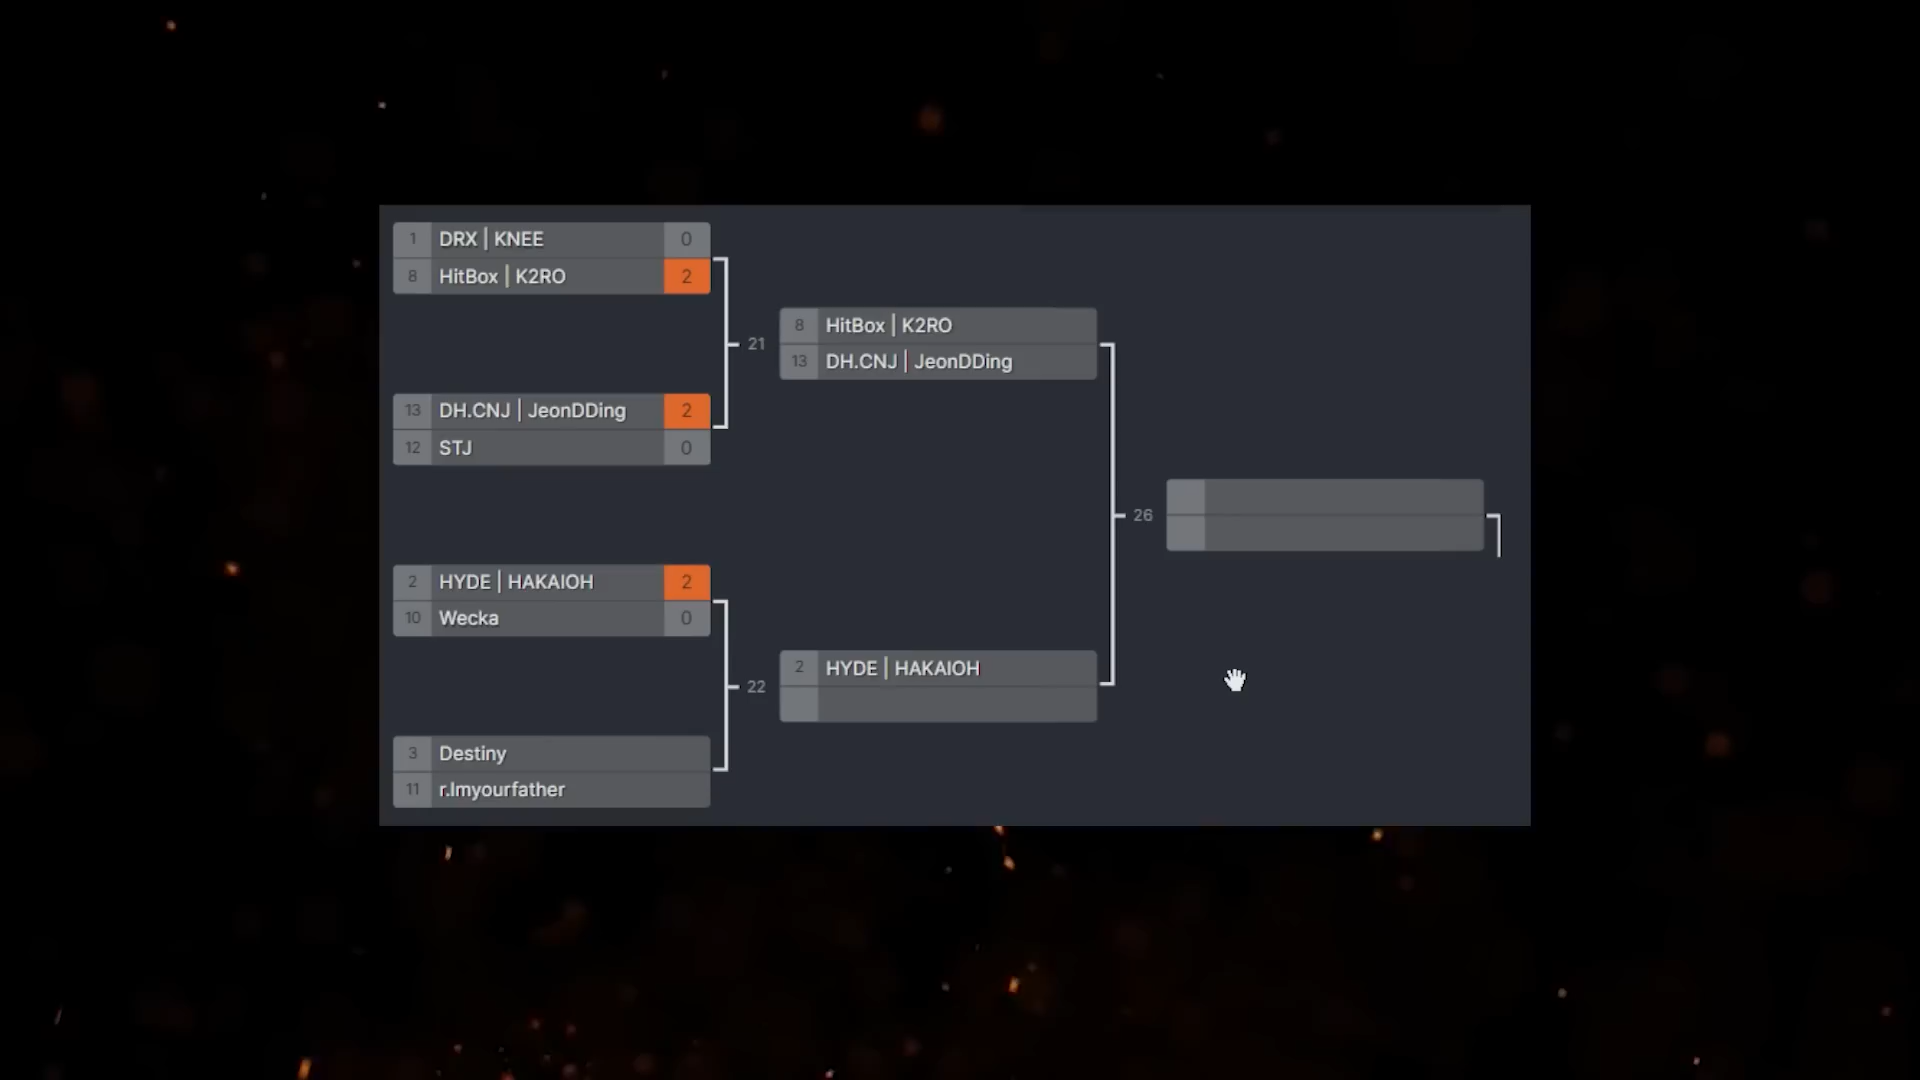 1 DRX | KNEE 0
8 HitBox | K2RO 2
13 DH.CNJ | JeonDDing 2
12 STJ 0
2 HYDE | HAKAIOH 2
10 Wecka 0
3 Destiny
11 r.Imyourfather
21
8 HitBox | K2RO
13 DH.CNJ | JeonDDing
22
2 HYDE | HAKAIOH
26